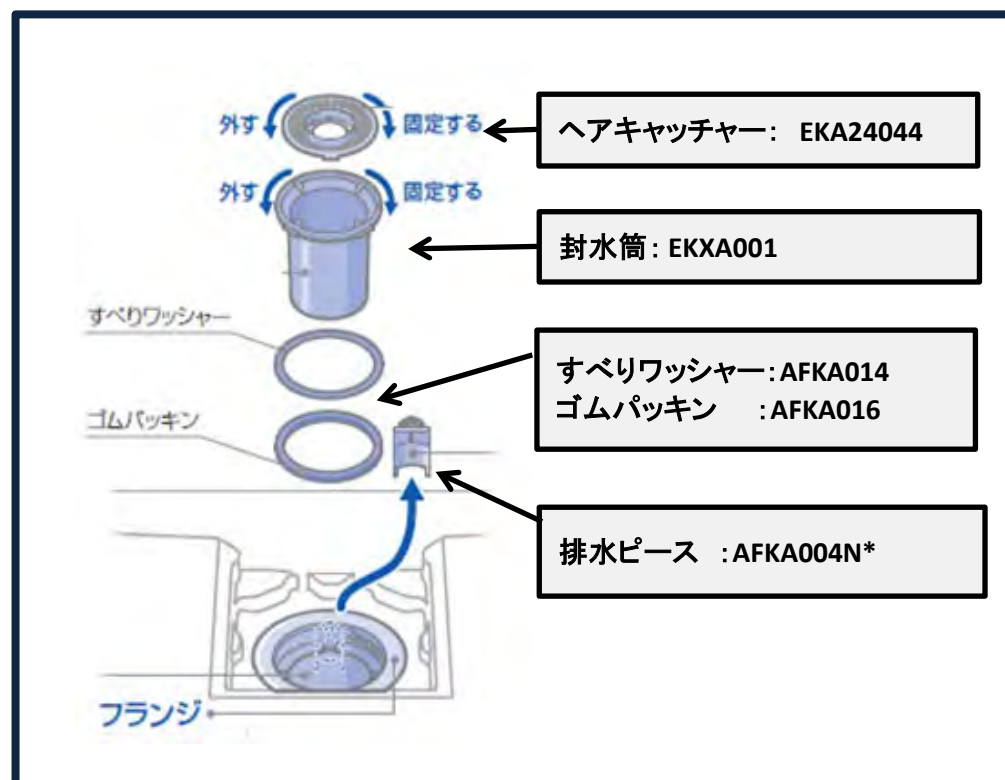 外す
固定する
ヘアキャッチャー： EKA24044
外す
固定する
封水筒：EKXA001
すべりワッシャー
すべりワッシャー：AFKA014
ゴムパッキン ：AFKA016
ゴムパッキン
排水ピース ：AFKA004N*
フランジ